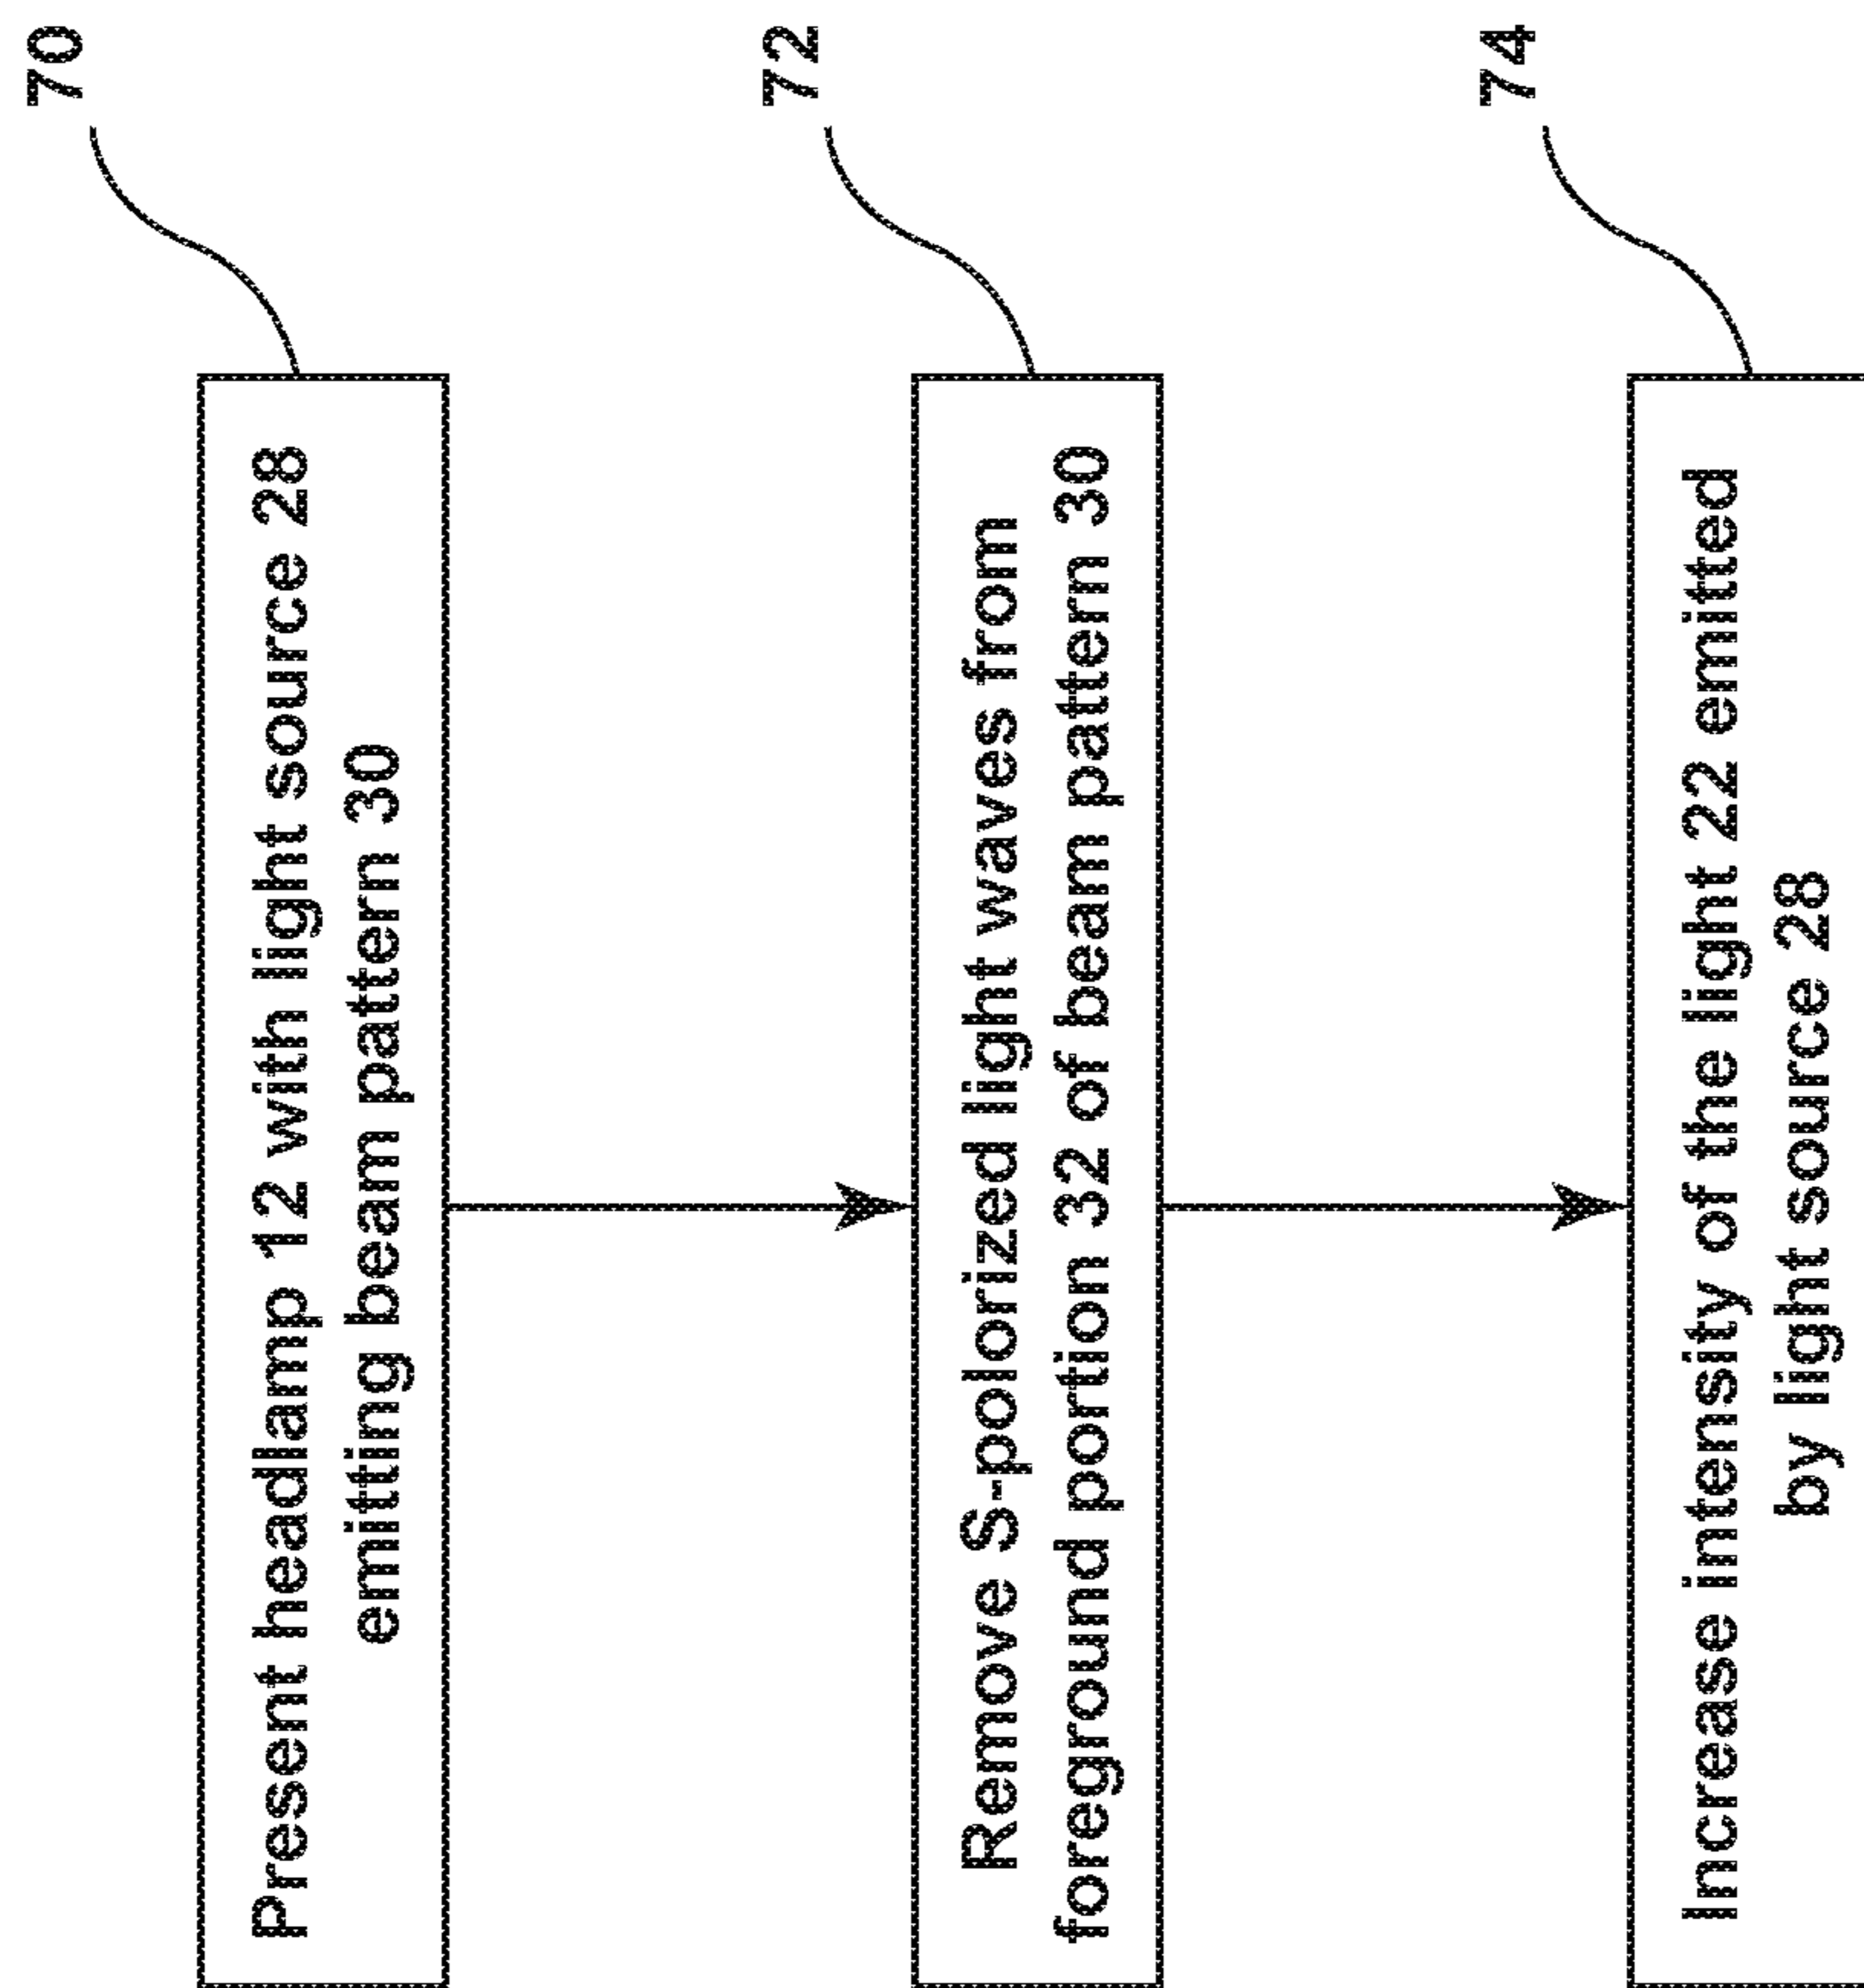 70
Present headlamp 12 with light source 28
emitting beam pattern 30
72
Remove S-polorized light waves from
foreground portion 32 of beam pattern 30
74
Increase intensity of the light 22 emitted
by light source 28